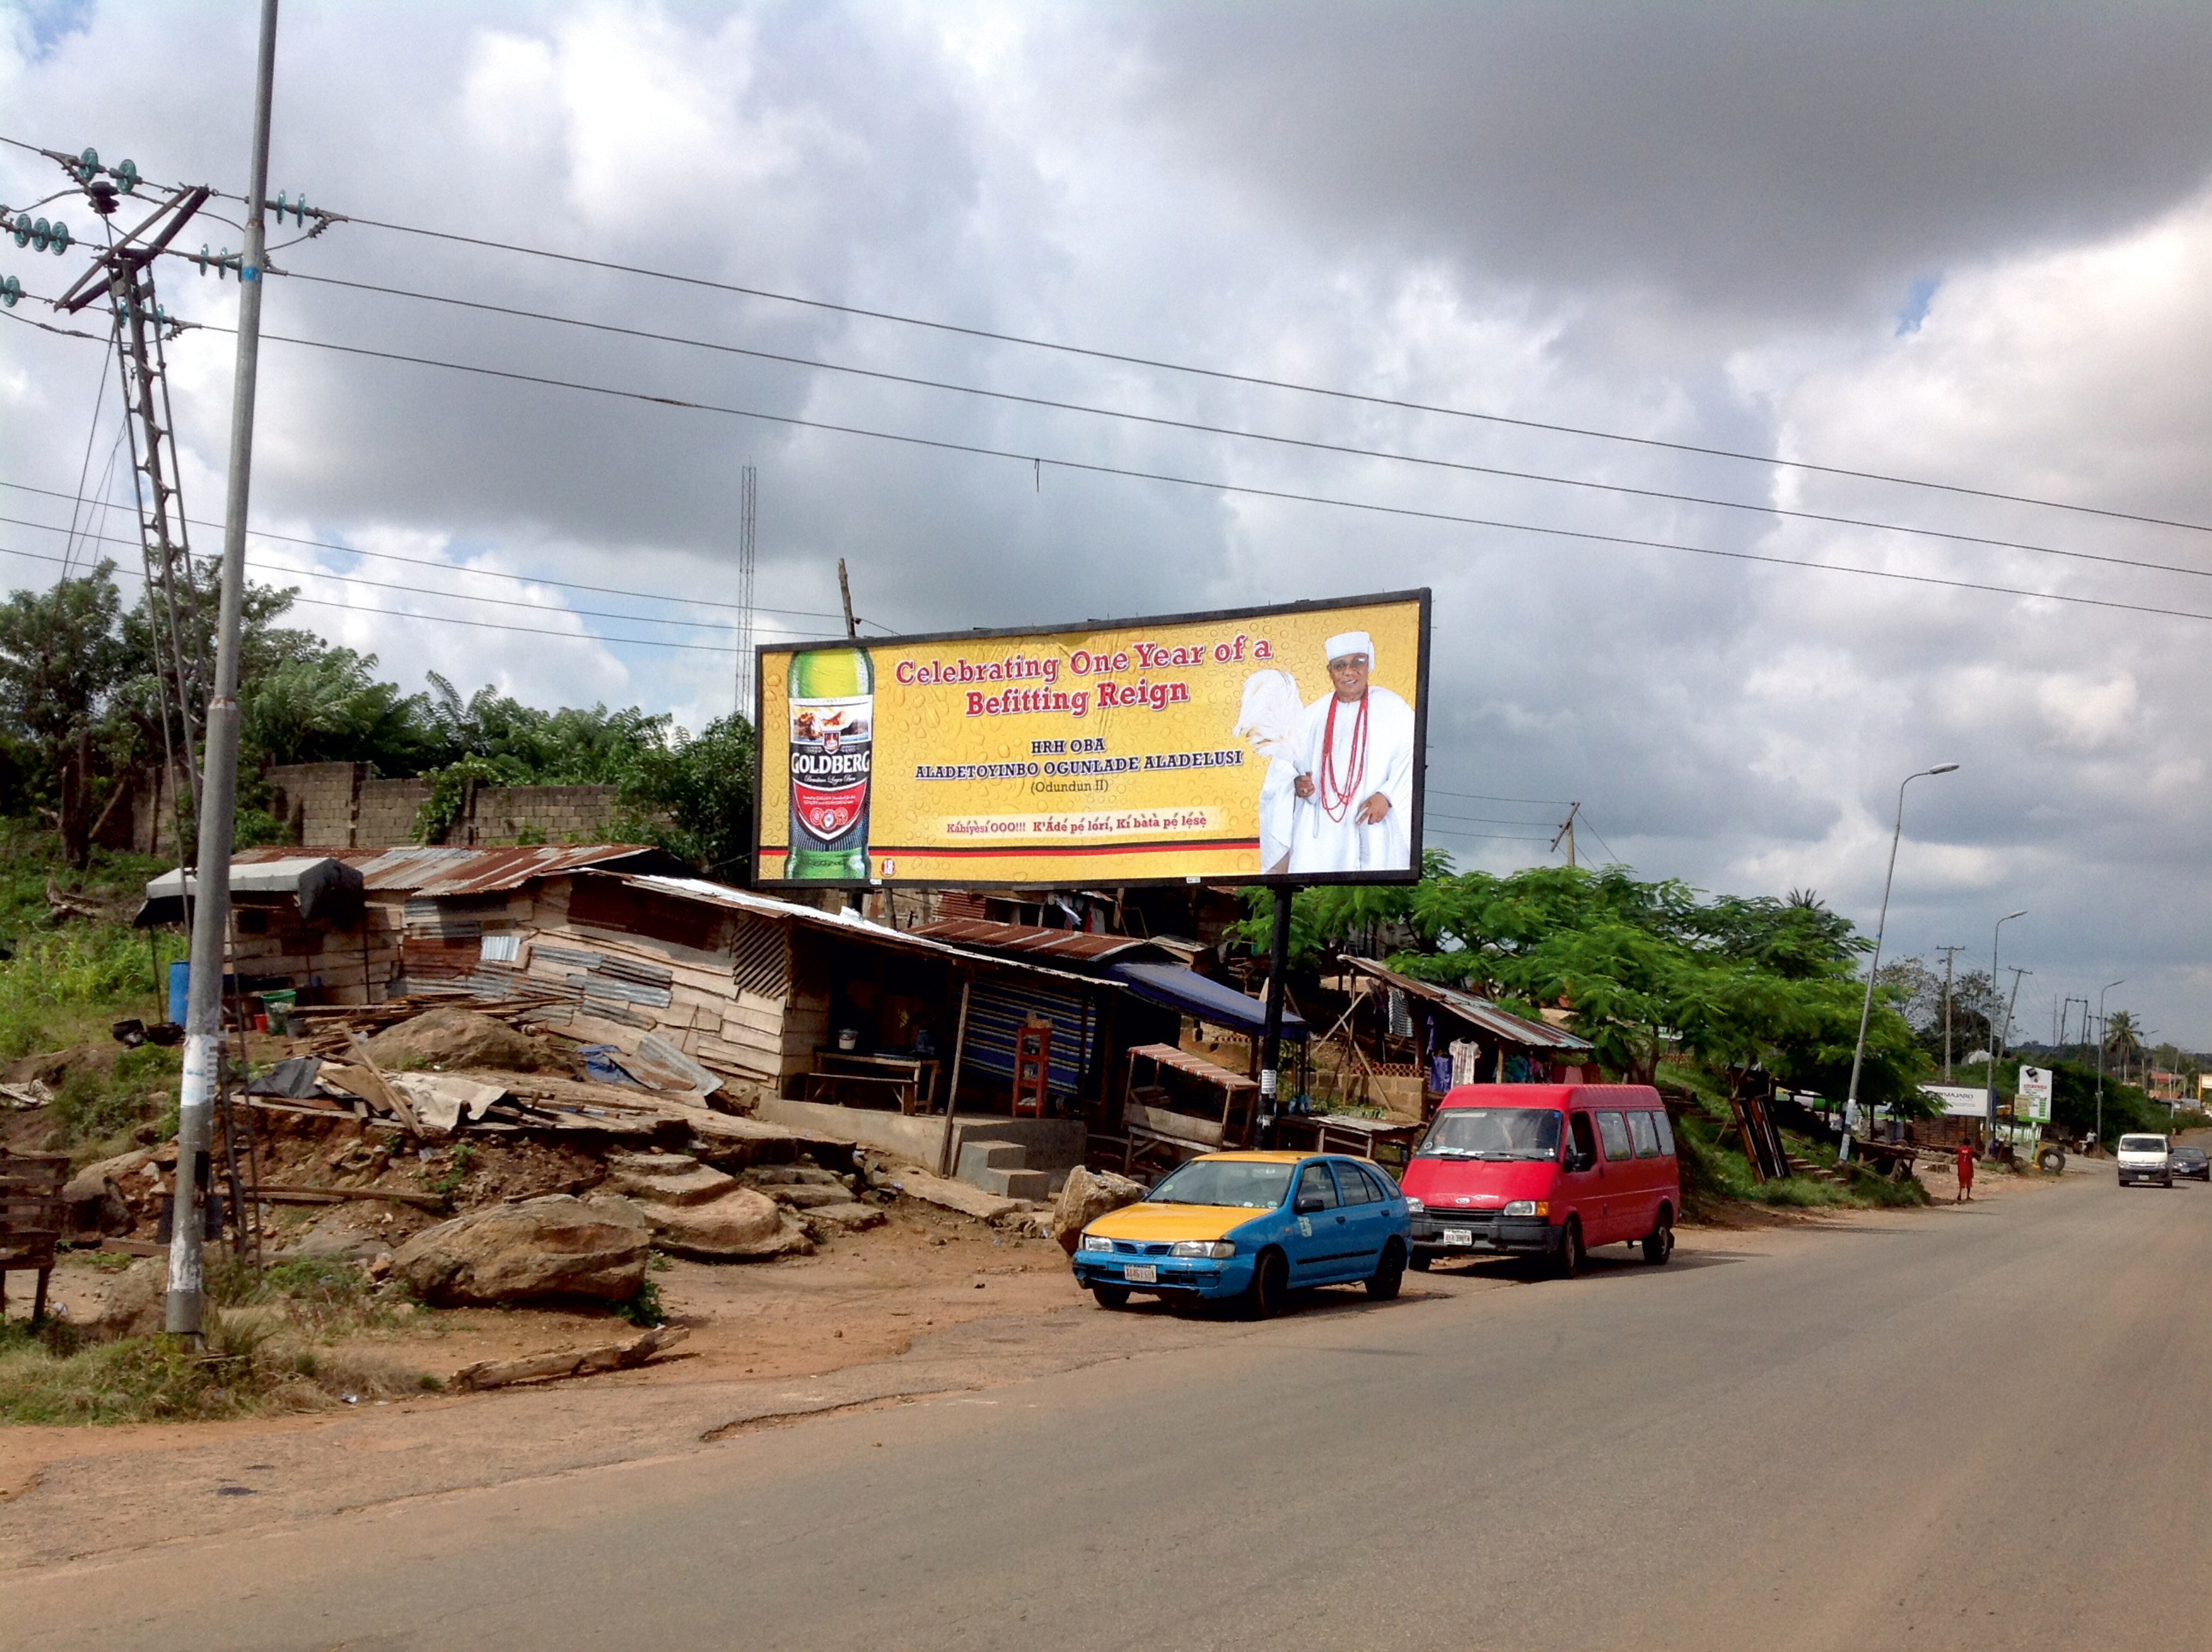 Celebrating One Year of a
Befitting Reign
HRH OBA
ALADETOYINBO OGUNLADE ALADELUSI
(Odundun II)
Kábíyèsí OOO!!! K'Ádé pẹ́ lórí, Kí bàtà pẹ́ lẹ́sẹ̀
GOLDBERG
18+